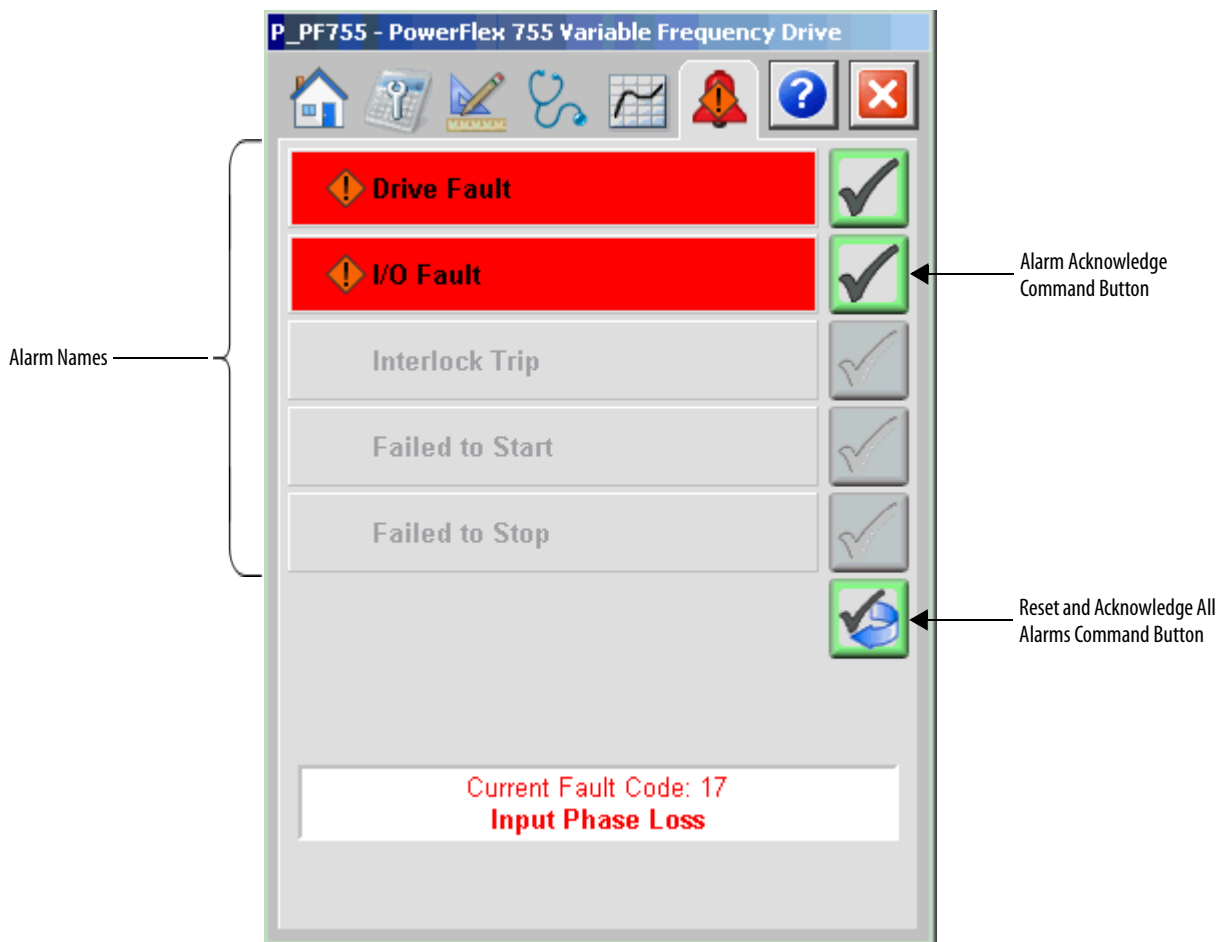 P_PF755 - PowerFlex 755 Variable Frequency Drive
Drive Fault
I/O Fault
Alarm Acknowledge
Command Button
Alarm Names
Interlock Trip
Failed to Start
Failed to Stop
Reset and Acknowledge All
Alarms Command Button
Current Fault Code: 17
Input Phase Loss